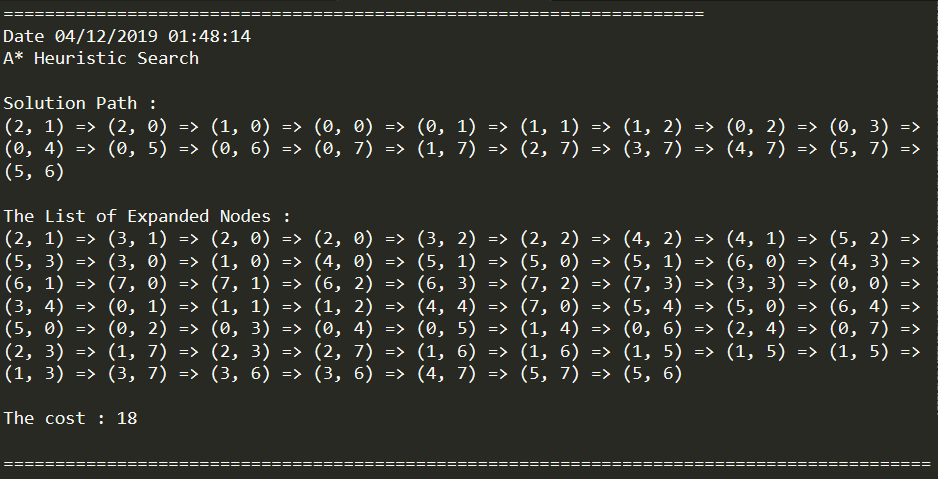 ====================================================================
Date 04/12/2019 01:48:14
A* Heuristic Search
Solution Path :
(2, 1) => (2, 0) => (1, 0) => (0, 0) => (0, 1) => (1, 1) => (1, 2) => (0, 2) => (0, 3) =>
(0, 4) => (0, 5) => (0, 6) => (0, 7) => (1, 7) => (2, 7) => (3, 7) => (4, 7) => (5, 7) =>
(5, 6)
The List of Expanded Nodes :
(2, 1) => (3, 1) => (2, 0) => (2, 0) => (3, 2) => (2, 2) => (4, 2) => (4, 1) => (5, 2) =>
(5, 3) => (3, 0) => (1, 0) => (4, 0) => (5, 1) => (5, 0) => (5, 1) => (6, 0) => (4, 3) =>
(6, 1) => (7, 0) => (7, 1) => (6, 2) => (6, 3) => (7, 2) => (7, 3) => (3, 3) => (0, 0) =>
(3, 4) => (0, 1) => (1, 1) => (1, 2) => (4, 4) => (7, 0) => (5, 4) => (5, 0) => (6, 4) =>
(5, 0) => (0, 2) => (0, 3) => (0, 4) => (0, 5) => (1, 4) => (0, 6) => (2, 4) => (0, 7) =>
(2, 3) => (1, 7) => (2, 3) => (2, 7) => (1, 6) => (1, 6) => (1, 5) => (1, 5) => (1, 5) =>
(1, 3) => (3, 7) => (3, 6) => (3, 6) => (4, 7) => (5, 7) => (5, 6)
The cost : 18
==========================================================================================